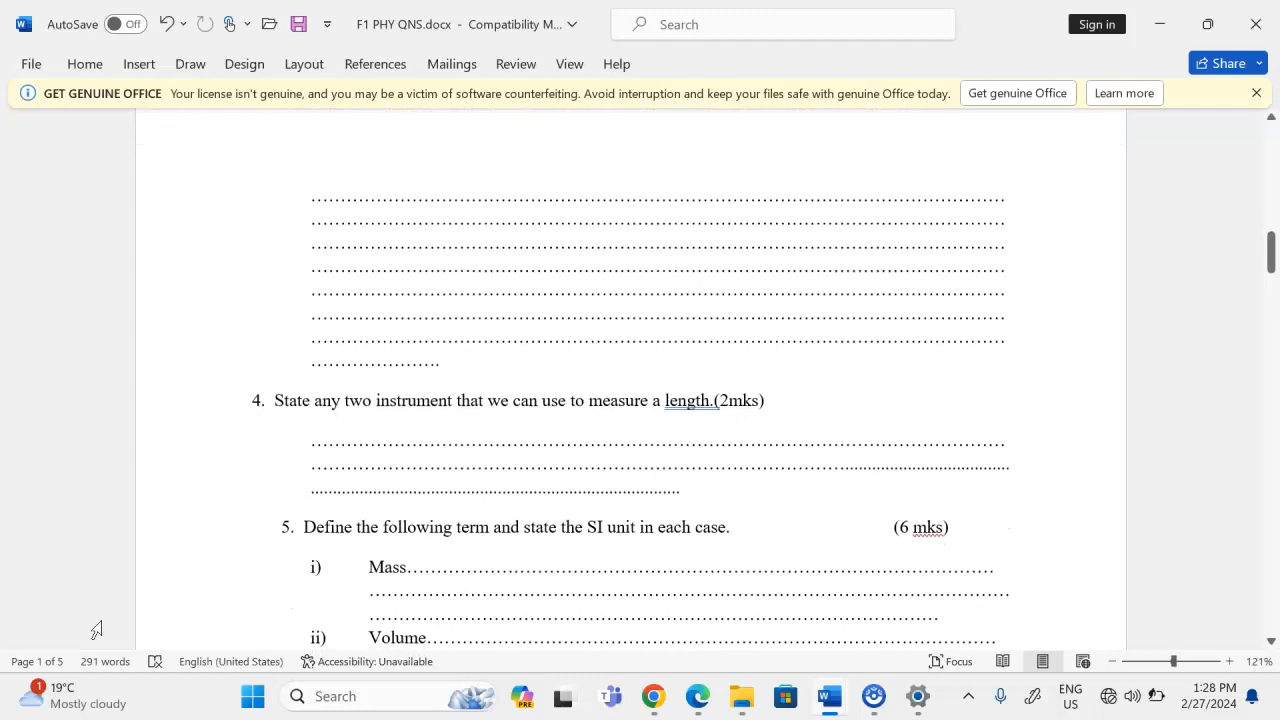 AutoSave Off F1 PHY QNS.docx - Compatibility M... Search Sign in
File Home Insert Draw Design Layout References Mailings Review View Help Share
GET GENUINE OFFICE Your license isn't genuine, and you may be a victim of software counterfeiting. Avoid interruption and keep your files safe with genuine Office today. Get genuine Office Learn more
4. State any two instrument that we can use to measure a length.(2mks)
5. Define the following term and state the SI unit in each case. (6 mks)
i) Mass
ii) Volume
Page 1 of 5 291 words English (United States) Accessibility: Unavailable Focus 121%
1 19°C
Mostly cloudy
Search
PRE
ENG
US
1:28 PM
2/27/2024